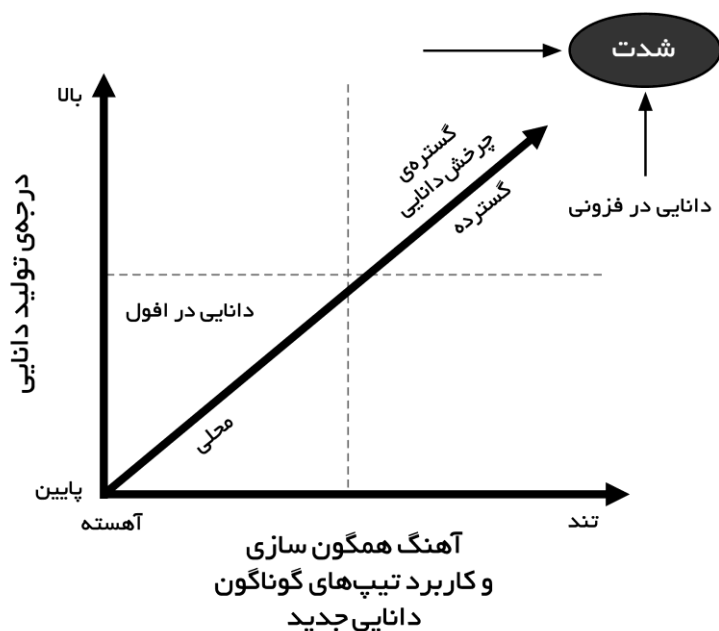 شدت
بالا
گستره‌ی
چرخش دانایی
گسترده
دانایی در فزونی
درجه‌ی تولید دانایی
دانایی در افول
محلی
پایین
آهسته
تند
آهنگ همگون سازی
و کاربرد تیپ‌های گوناگون
دانایی جدید